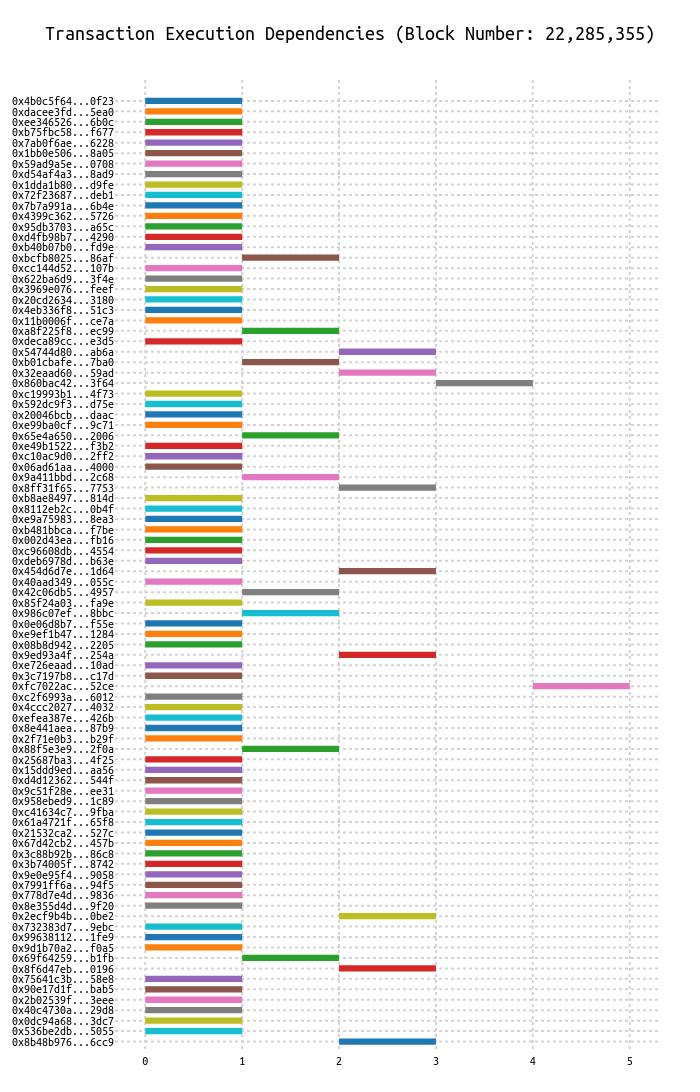 Transaction Execution Dependencies (Block Number: 22,285,355)
0x4b0c5f64...0f23
0xdacee3fd...5ea0
0xee346526...6b0c
0xb75fbc58...f677
0x7ab0f6ae...6228
0x1bb0e506...8a05
0x59ad9a5e...0708
0xd54af4a3...8ad9
0x1dda1b80...d9fe
0x72f23687...deb1
0x7b7a991a...6b4e
0x4399c362...5726
0x95db3703...a65c
0xd4fb98b7...4290
0xb40b07b0...fd9e
0xbcfb8025...86af
0xcc144d52...107b
0x622ba6d9...3f4e
0x3969e076...feef
0x20cd2634...3180
0x4eb336f8...51c3
0x11b0006f...ce7a
0xa8f225f8...ec99
0xdeca89cc...e3d5
0x54744d80...ab6a
0xb01cbafe...7ba0
0x32eaad60...59ad
0x860bac42...3f64
0xc19993b1...4f73
0x592dc9f3...d75e
0x20046bcb...daac
0xe99ba0cf...9c71
0x65e4a650...2006
0xe49b1522...f3b2
0xc10ac9d0...2ff2
0x06ad61aa...4000
0x9a411bbd...2c68
0x8ff31f65...7753
0xb8ae8497...814d
0x8112eb2c...0b4f
0xe9a75983...8ea3
0xb481bbca...f7be
0x002d43ea...fb16
0xc96608db...4554
0xdeb6978d...b63e
0x454d6d7e...1d64
0x40aad349...055c
0x42c06db5...4957
0x85f24a03...fa9e
0x986c07ef...8bbc
0x0e06d8b7...f55e
0xe9ef1b47...1284
0x08b8d942...2205
0x9ed93a4f...254a
0xe726eaad...10ad
0x3c7197b8...c17d
0xfc7022ac...52ce
0xc2f6993a...6012
0x4ccc2027...4032
0xefea387e...426b
0x8e441aea...87b9
0x2f71e0b3...b29f
0x88f5e3e9...2f0a
0x25687ba3...4f25
0x15ddd9ed...aa56
0xd4d12362...544f
0x9c51f28e...ee31
0x958ebed9...1c89
0xc41634c7...9fba
0x61a4721f...65f8
0x21532ca2...527c
0x67d42cb2...457b
0x3c88b92b...86c8
0x3b74005f...8742
0x9e0e95f4...9058
0x7991ff6a...94f5
0x778d7e4d...9836
0x8e355d4d...9f20
0x2ecf9b4b...0be2
0x732383d7...9ebc
0x99638112...1fe9
0x9d1b70a2...f0a5
0x69f64259...b1fb
0x8f6d47eb...0196
0x75641c3b...58e8
0x90e17d1f...bab5
0x2b02539f...3eee
0x40c4730a...29d8
0x0dc94a68...3dc7
0x536be2db...5055
0x8b48b976...6cc9
0 1 2 3 4 5